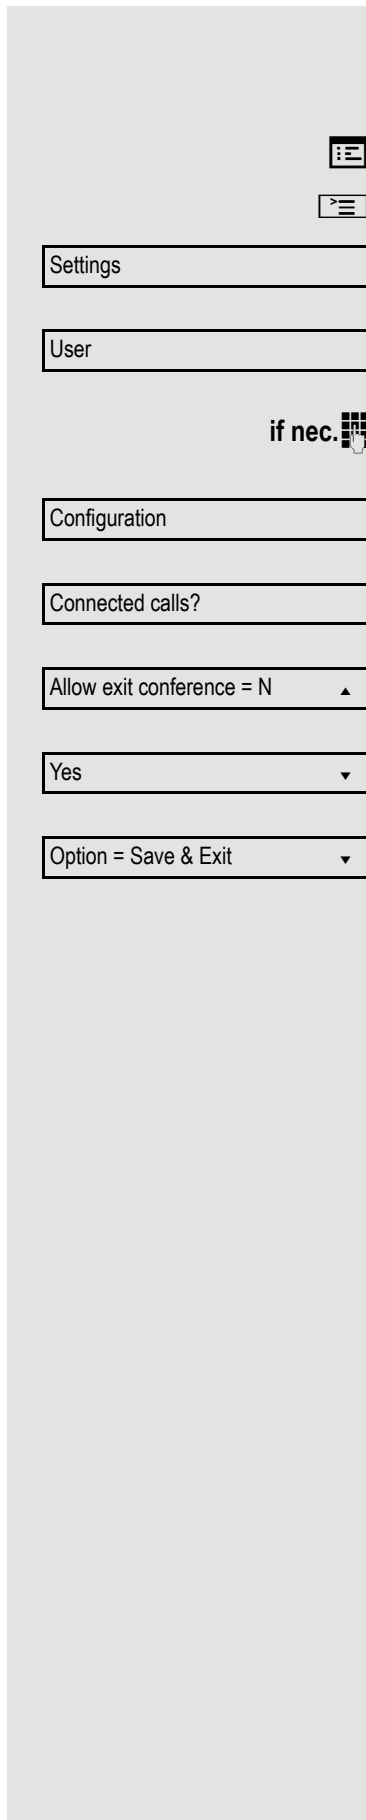 Settings
User
if nec.
Configuration
Connected calls?
Allow exit conference = N
Yes
Option = Save & Exit